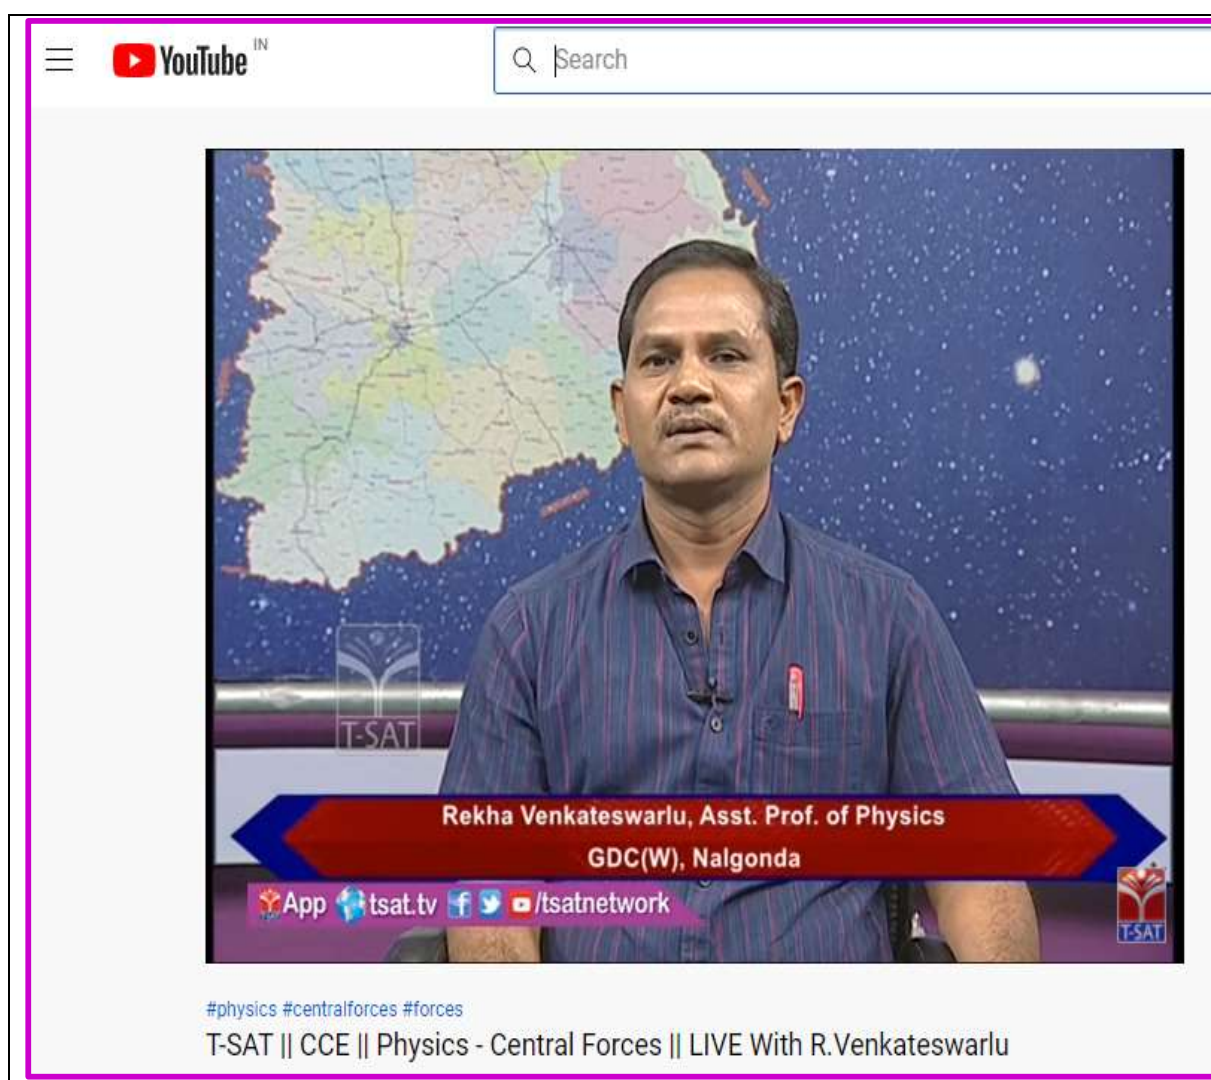 YouTube IN
Search
T-SAT
Rekha Venkateswarlu, Asst. Prof. of Physics
GDC(W), Nalgonda
App tsat.tv /tsatnetwork
T-SAT
#physics #centralforces #forces
T-SAT || CCE || Physics - Central Forces || LIVE With R.Venkateswarlu